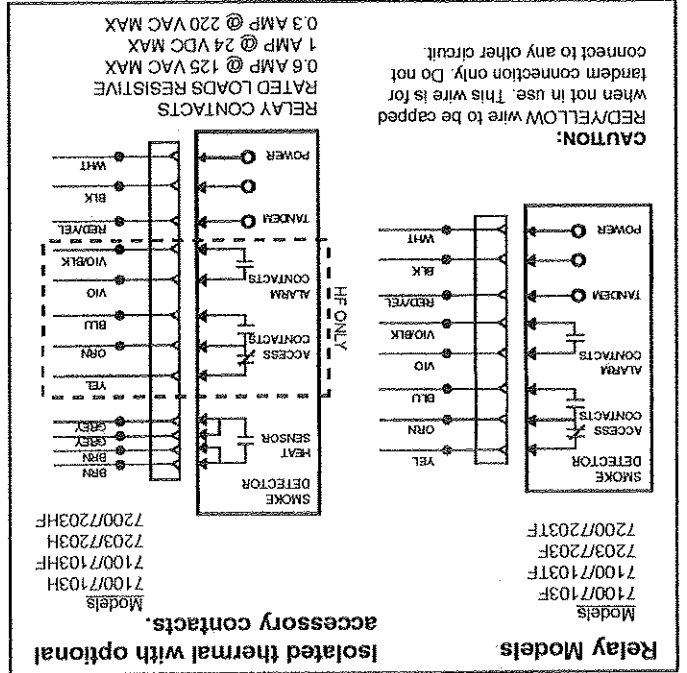 Relay Models
Models
7100/7103F
7100/7103TF
7203/7203F
7200/7203TF
SMOKE
DETECTOR
YEL
ACCESS
CONTACTS
ORN
BLU
ALARM
CONTACTS
VIO
VIO/BLK
TANDEM
RED/YEL
BLK
POWER
WHT
CAUTION:
RED/YELLOW wire to be capped
when not in use. This wire is for
tandem connection only. Do not
connect to any other circuit.
Isolated thermal with optional
accessory contacts.
Models
7100/7103H
7100/7103HF
7203/7203H
7200/7203HF
SMOKE
DETECTOR
BRN
BRN
HEAT
SENSOR
GREY
GREY
HF ONLY
YEL
ACCESS
CONTACTS
ORN
BLU
ALARM
CONTACTS
VIO
VIO/BLK
TANDEM
RED/YEL
BLK
POWER
WHT
RELAY CONTACTS
RATED LOADS RESISTIVE
0.6 AMP @ 125 VAC MAX
1 AMP @ 24 VDC MAX
0.3 AMP @ 220 VAC MAX